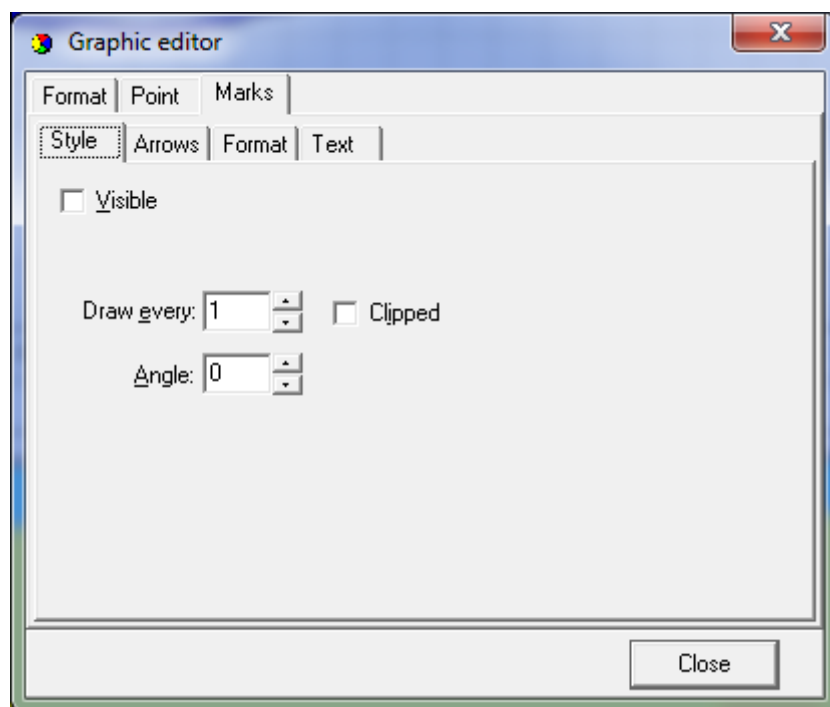 Graphic editor
Format Point Marks
Style Arrows Format Text
Visible
Draw every: 1 Clipped
Angle: 0
Close